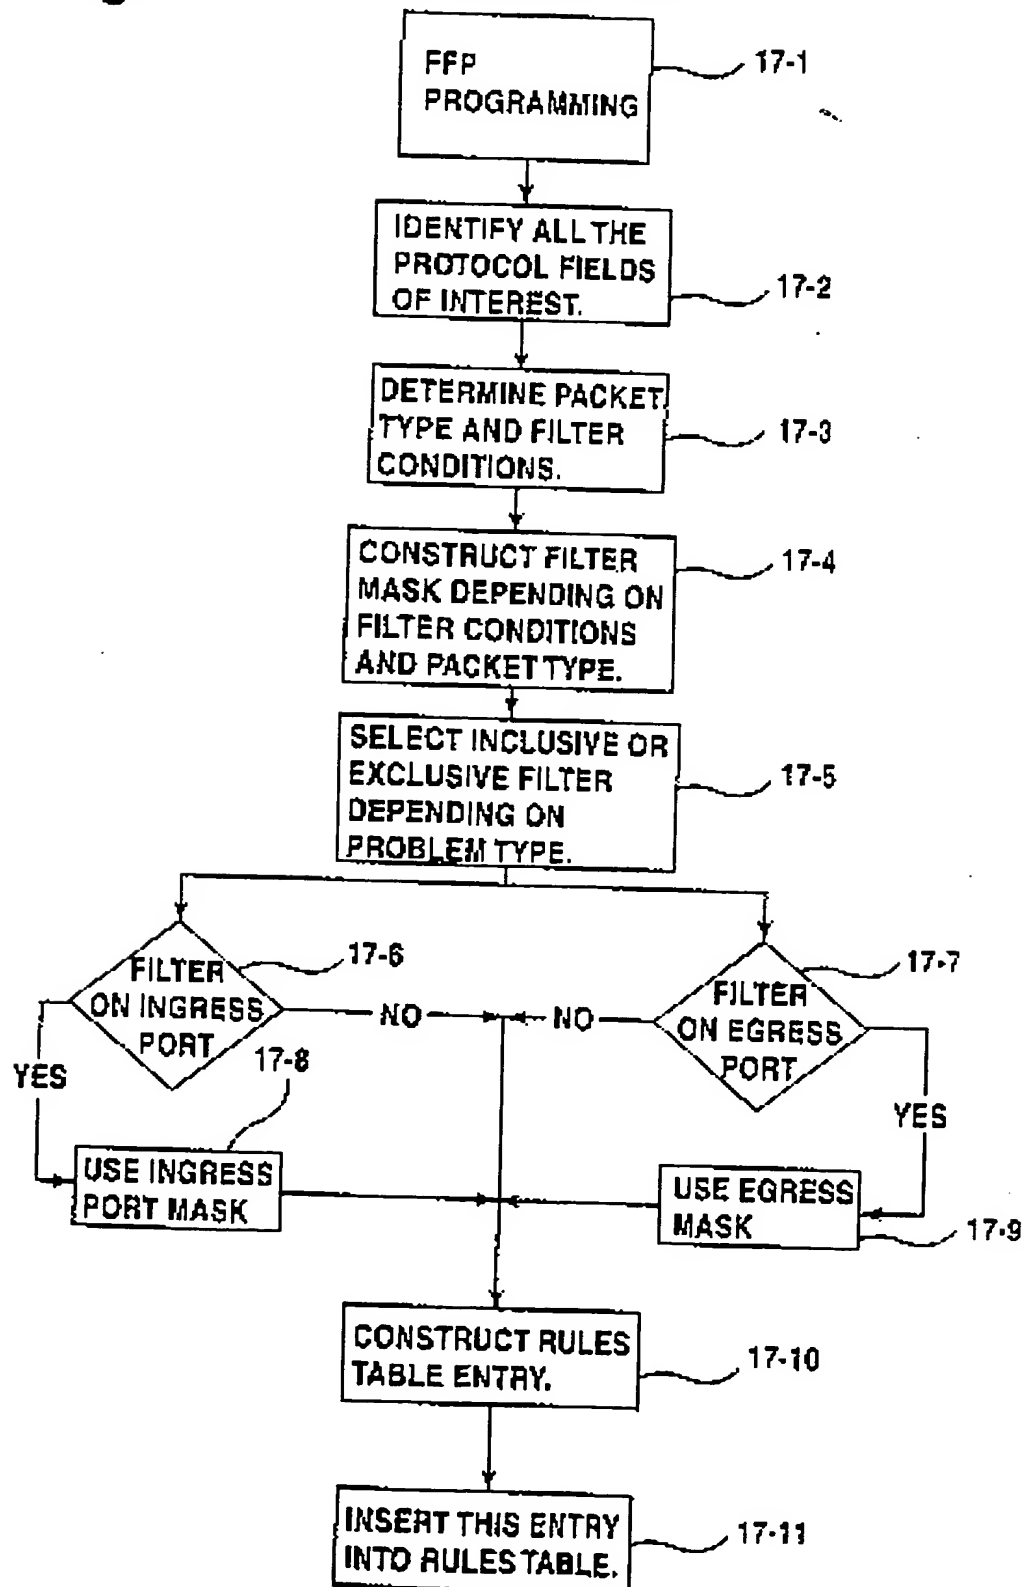 FFP
PROGRAMMING
17-1
IDENTIFY ALL THE
PROTOCOL FIELDS
OF INTEREST.
17-2
DETERMINE PACKET
TYPE AND FILTER
CONDITIONS.
17-3
CONSTRUCT FILTER
MASK DEPENDING ON
FILTER CONDITIONS
AND PACKET TYPE.
17-4
SELECT INCLUSIVE OR
EXCLUSIVE FILTER
DEPENDING ON
PROBLEM TYPE.
17-5
FILTER
ON INGRESS
PORT
17-6
NO
YES
FILTER
ON EGRESS
PORT
17-7
NO
YES
USE INGRESS
PORT MASK
17-8
USE EGRESS
MASK
17-9
CONSTRUCT RULES
TABLE ENTRY.
17-10
INSERT THIS ENTRY
INTO RULES TABLE.
17-11